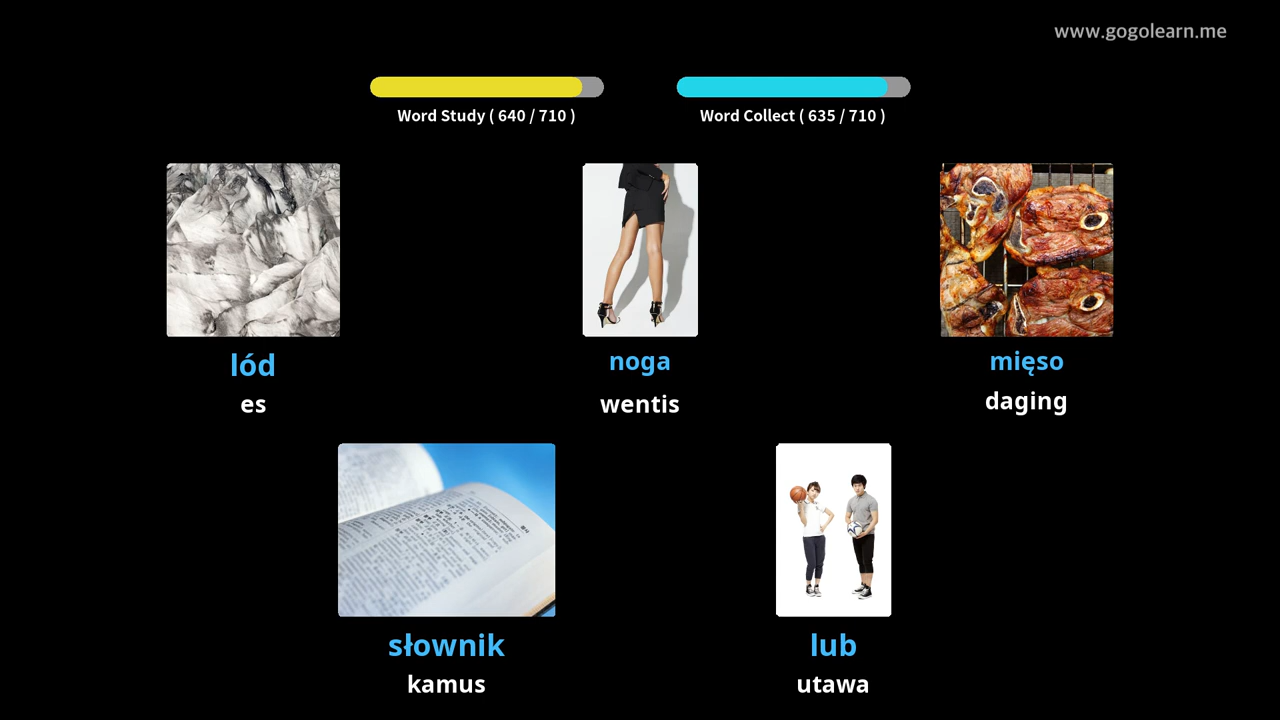 www.gogolearn.me
Word Study ( 640 / 710 )
Word Collect ( 635 / 710 )
lód
es
noga
wentis
mięso
daging
słownik
kamus
lub
utawa